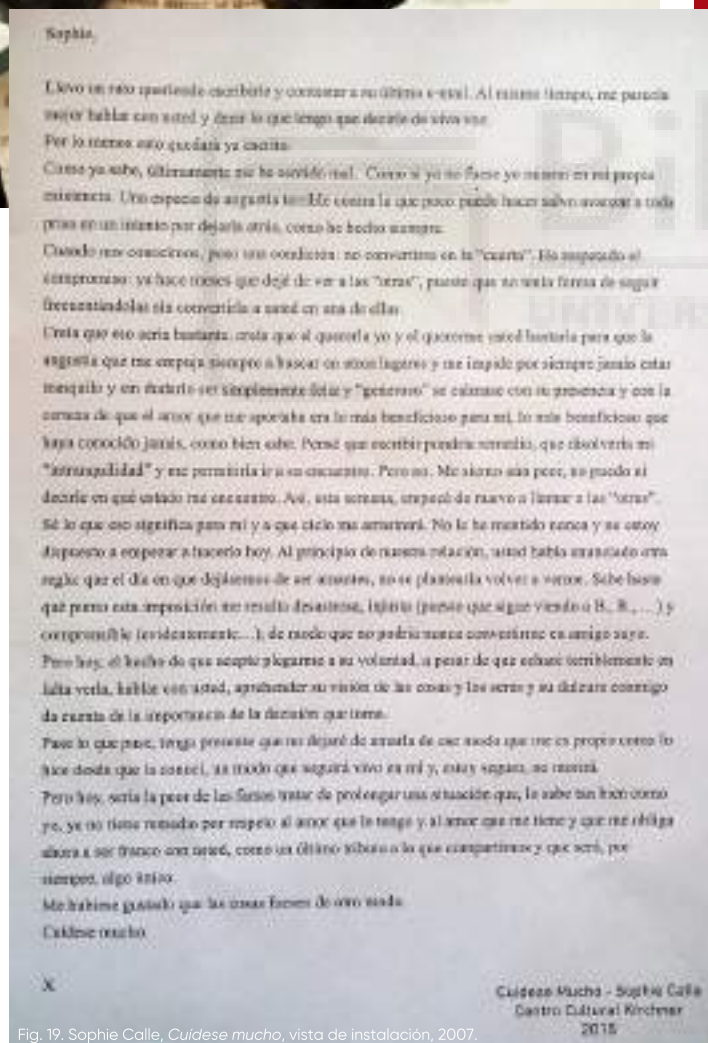 Sophie,
Llevo un rato queriendo escribirle y contestar a su último e-mail. Al mismo tiempo, me parecía
mejor hablar con usted y decir lo que tengo que decirle de viva voz.
Por lo menos esto quedará ya escrito.
Como ya sabe, últimamente me he sentido mal. Como si ya no fuese yo mismo en mi propia
existencia. Una especie de angustia terrible contra la que poco puedo hacer salvo avanzar a toda
prisa en un intento por dejarla atrás, como he hecho siempre.
Cuando nos conocimos, puso una condición: no convertirse en la "cuarta". He respetado el
compromiso: ya hace meses que dejé de ver a las "otras", puesto que no tenía forma de seguir
frecuentándolas sin convertirla a usted en una de ellas.
Creía que eso sería bastante, creía que el quererla yo y el quererme usted bastaría para que la
angustia que me empuja siempre a buscar en otros lugares y me impide por siempre jamás estar
tranquilo y sin dudarlo ser simplemente feliz y "generoso" se calmase con su presencia y con la
certeza de que el amor que me aportaba era lo más beneficioso para mí, lo más beneficioso que
haya conocido jamás, como bien sabe. Pensé que escribir pondría remedio, que disolvería mi
"intranquilidad" y me permitiría ir a su encuentro. Pero no. Me siento aún peor, no puedo ni
decirle en qué estado me encuentro. Así, esta semana, empecé de nuevo a llamar a las "otras".
Sé lo que eso significa para mí y a que ciclo me arrastrará. No le he mentido nunca y no estoy
dispuesto a empezar a hacerlo hoy. Al principio de nuestra relación, usted había enunciado otra
regla: que el día en que dejásemos de ser amantes, no se plantearía volver a verme. Sabe hasta
qué punto esta imposición me resultó desastrosa, injusta (puesto que sigue viendo a B., R., ...) y
comprensible (evidentemente...); de modo que no podría nunca convertirme en amigo suyo.
Pero hoy, el hecho de que acepte plegarme a su voluntad, a pesar de que echaré terriblemente en
falta verla, hablar con usted, aprehender su visión de las cosas y los seres y su dulzura conmigo
da cuenta de la importancia de la decisión que tomo.
Pase lo que pase, tenga presente que no dejaré de amarla de ese modo que me es propio como lo
hice desde que la conocí, un modo que seguirá vivo en mí y, estoy seguro, no morirá.
Pero hoy, sería la peor de las farsas tratar de prolongar una situación que, lo sabe tan bien como
yo, ya no tiene remedio por respeto al amor que le tengo y al amor que me tiene y que me obliga
ahora a ser franco con usted, como un último tributo a lo que compartimos y que será, por
siempre, algo único.
Me hubiese gustado que las cosas fuesen de otro modo.
Cuídese mucho.
X
Cuídese Mucho - Sophie Calle
Centro Cultural Kirchner
2015
Fig. 19. Sophie Calle, Cuídese mucho, vista de instalación, 2007.